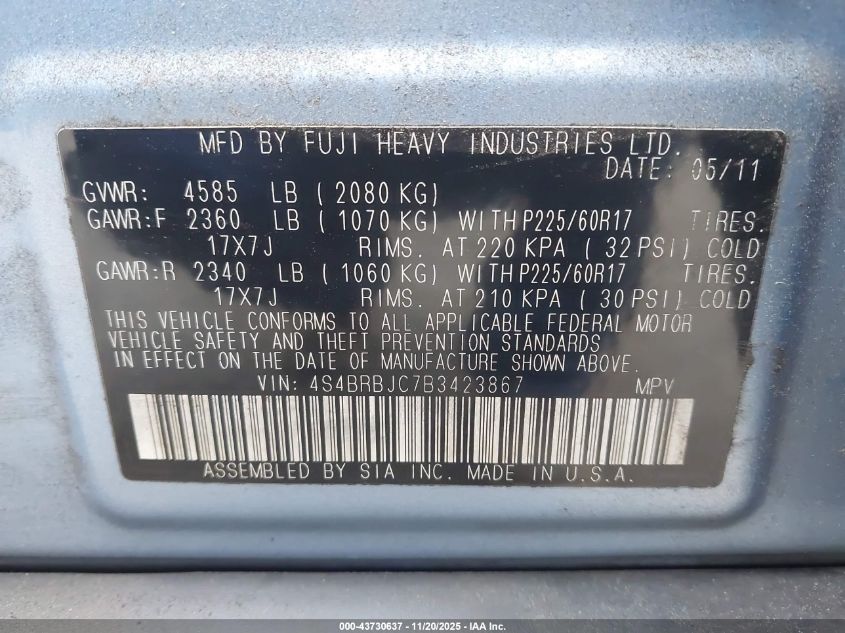 MFD BY FUJI HEAVY INDUSTRIES LTD.
DATE: 05/11
GVWR: 4585 LB ( 2080 KG)
GAWR:F 2360 LB ( 1070 KG) WITH P225/60R17 TIRES.
17X7J RIMS. AT 220 KPA ( 32 PSI) COLD
GAWR:R 2340 LB ( 1060 KG) WITH P225/60R17 TIRES.
17X7J RIMS. AT 210 KPA ( 30 PSI) COLD
THIS VEHICLE CONFORMS TO ALL APPLICABLE FEDERAL MOTOR
VEHICLE SAFETY AND THEFT PREVENTION STANDARDS
IN EFFECT ON THE DATE OF MANUFACTURE SHOWN ABOVE.
VIN: 4S4BRBJC7B3423867 MPV
ASSEMBLED BY SIA INC. MADE IN U.S.A.
000-43730637 - 11/20/2025 - IAA Inc.